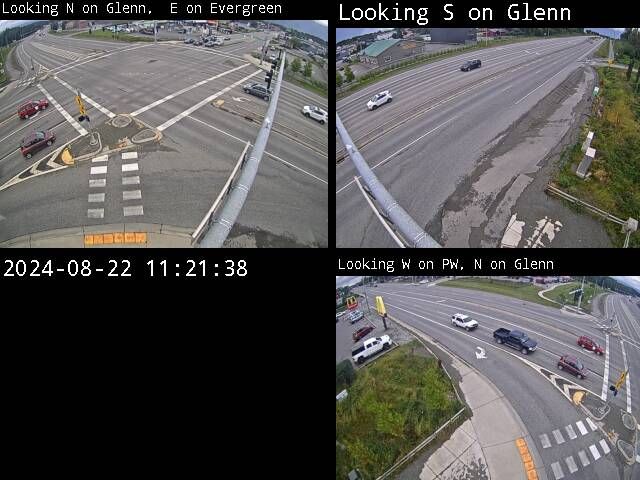 Looking N on Glenn, E on Evergreen
Looking S on Glenn
2024-08-22 11:21:38
Looking W on PW, N on Glenn